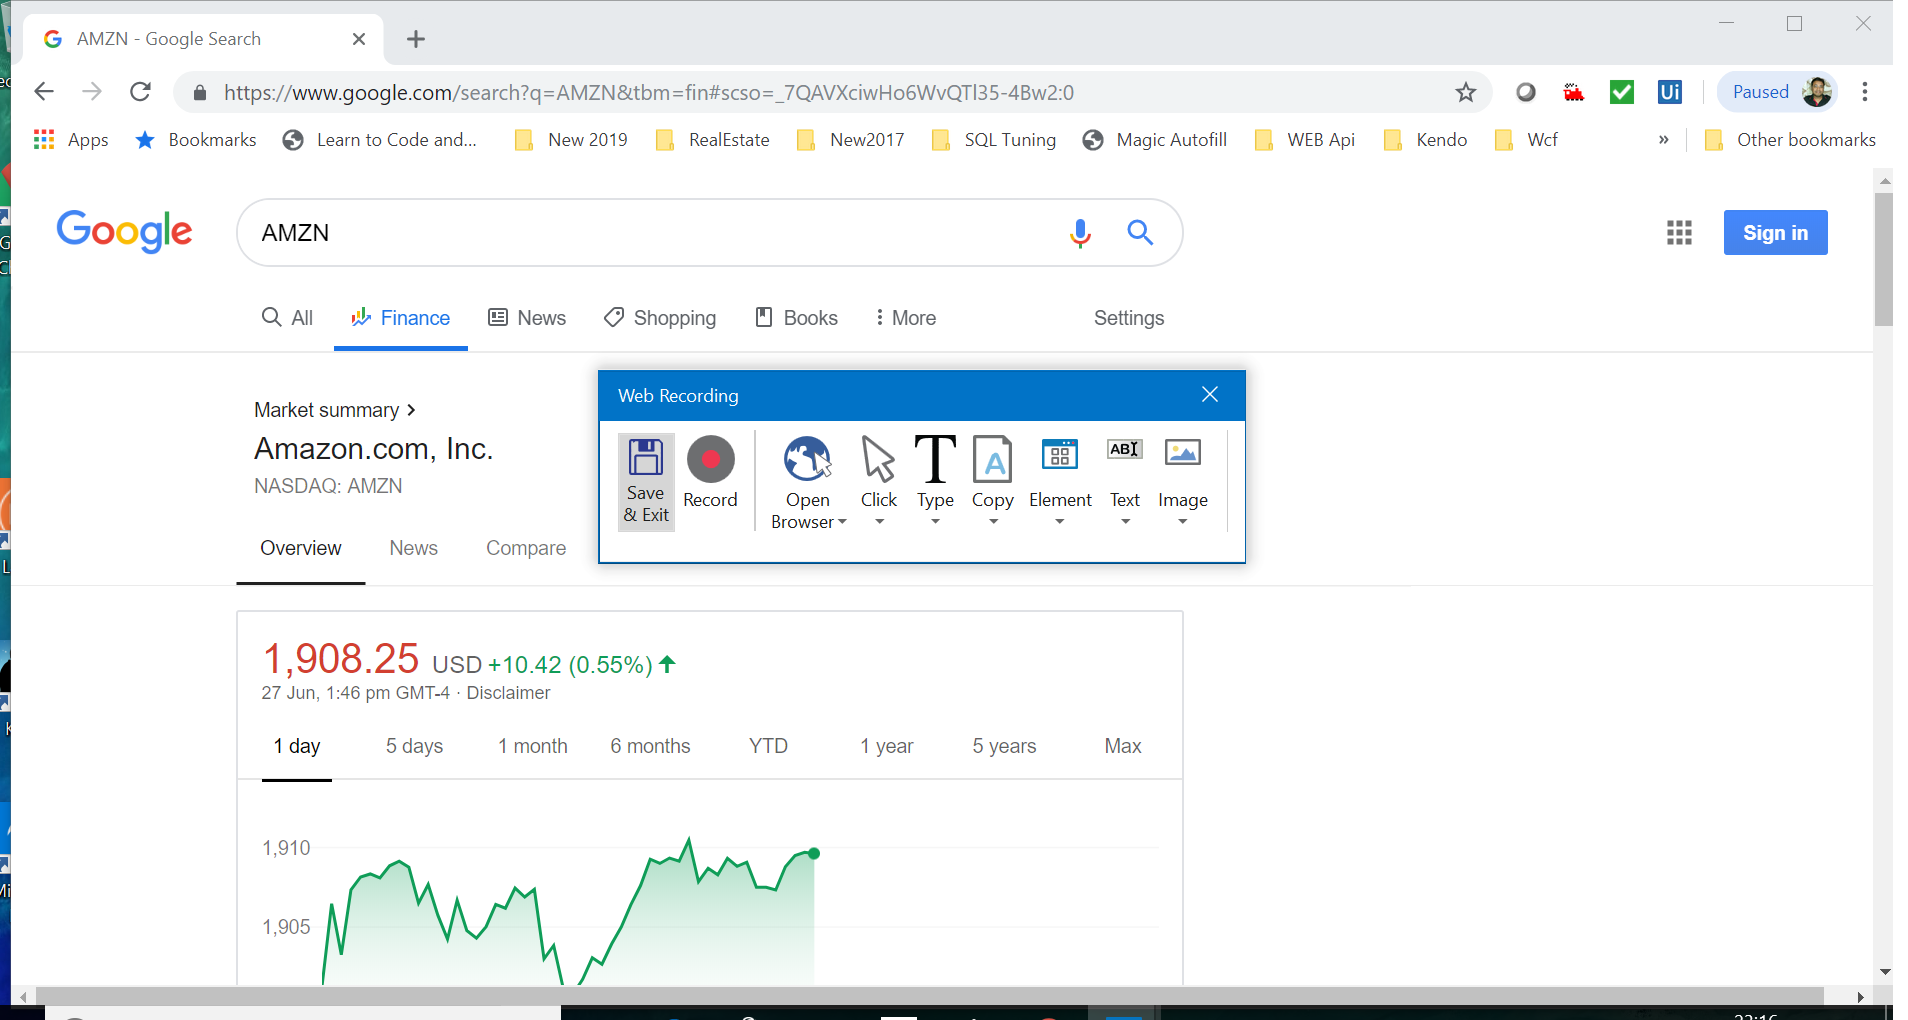 AMZN - Google Search
https://www.google.com/search?q=AMZN&tbm=fin#scso=_7QAVXciwHo6WvQTl35-4Bw2:0
Ui
Paused
Apps
Bookmarks
Learn to Code and...
New 2019
RealEstate
New2017
SQL Tuning
Magic Autofill
WEB Api
Kendo
Wcf
»
Other bookmarks
Google
AMZN
Sign in
All
Finance
News
Shopping
Books
More
Settings
Market summary
Amazon.com, Inc.
NASDAQ: AMZN
Overview
News
Compare
Web Recording
Save
& Exit
Record
Open
Browser
Click
T
Type
A
Copy
Element
AB
Text
Image
1,908.25 USD +10.42 (0.55%)
27 Jun, 1:46 pm GMT-4 · Disclaimer
1 day
5 days
1 month
6 months
YTD
1 year
5 years
Max
1,910
1,905